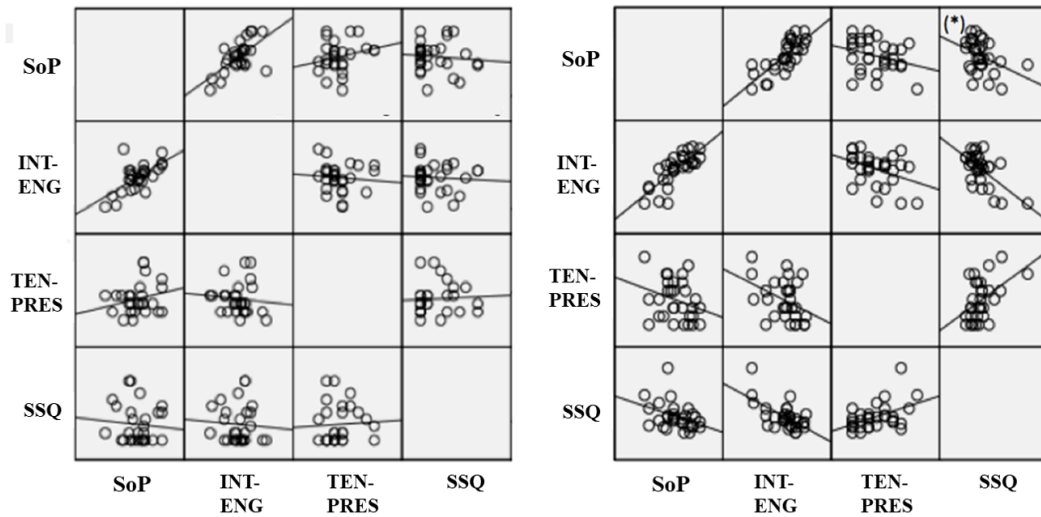 SoP
INT-
ENG
TEN-
PRES
SSQ
SoP
INT-
ENG
TEN-
PRES
SSQ
SoP
(*)
INT-
ENG
TEN-
PRES
SSQ
SoP
INT-
ENG
TEN-
PRES
SSQ